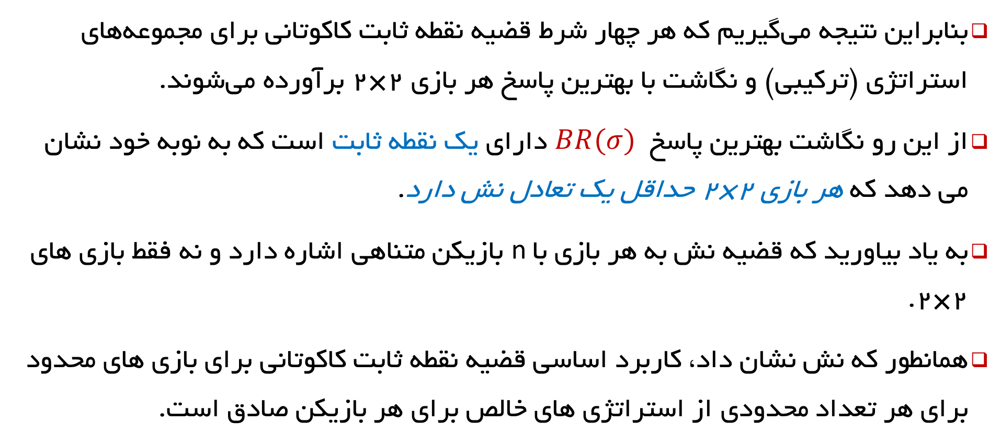 ❑بنابراین نتیجه می‌گیریم که هر چهار شرط قضیه نقطه ثابت کاکوتانی برای مجموعه‌های
استراتژی (ترکیبی) و نگاشت با بهترین پاسخ هر بازی ۲×۲ برآورده می‌شوند.
❑از این رو نگاشت بهترین پاسخ BR(σ) دارای یک نقطه ثابت است که به نوبه خود نشان
می دهد که هر بازی ۲×۲ حداقل یک تعادل نش دارد.
❑به یاد بیاورید که قضیه نش به هر بازی با n بازیکن متناهی اشاره دارد و نه فقط بازی های
۲×۲.
❑همانطور که نش نشان داد، کاربرد اساسی قضیه نقطه ثابت کاکوتانی برای بازی های محدود
برای هر تعداد محدودی از استراتژی های خالص برای هر بازیکن صادق است.